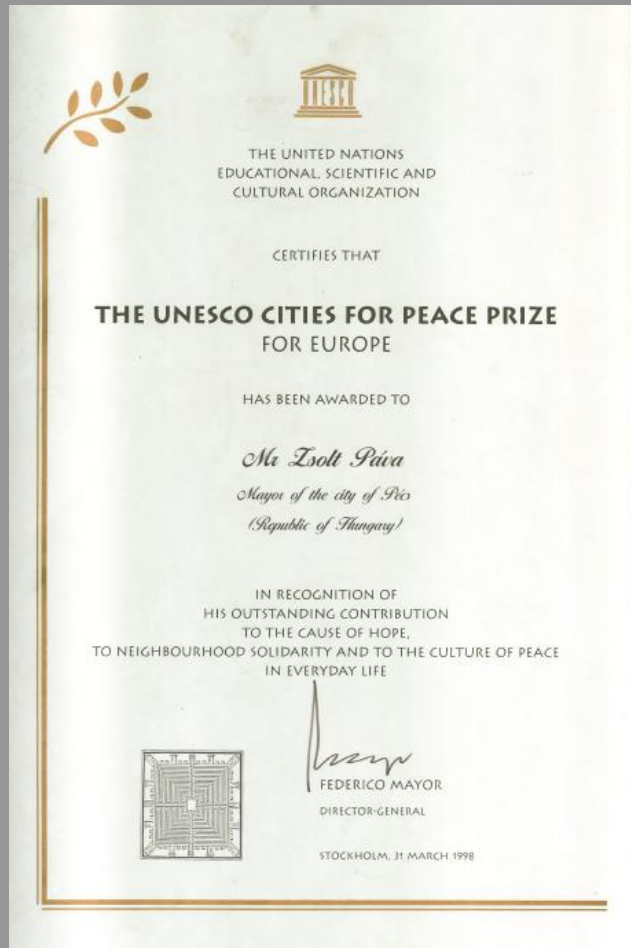 UNESCO
THE UNITED NATIONS
EDUCATIONAL, SCIENTIFIC AND
CULTURAL ORGANIZATION
CERTIFIES THAT
THE UNESCO CITIES FOR PEACE PRIZE
FOR EUROPE
HAS BEEN AWARDED TO
Mr Zsolt Páva
Mayor of the city of Pécs
(Republic of Hungary)
IN RECOGNITION OF
HIS OUTSTANDING CONTRIBUTION
TO THE CAUSE OF HOPE,
TO NEIGHBOURHOOD SOLIDARITY AND TO THE CULTURE OF PEACE
IN EVERYDAY LIFE
FEDERICO MAYOR
DIRECTOR-GENERAL
STOCKHOLM, 31 MARCH 1998